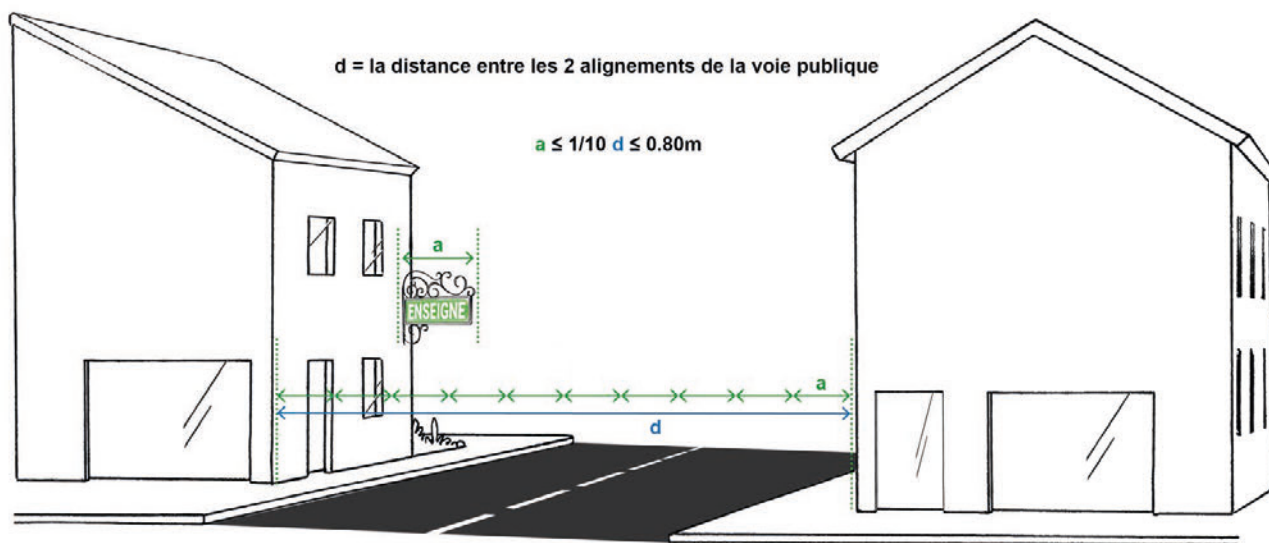 d = la distance entre les 2 alignements de la voie publique
a ≤ 1/10 d ≤ 0.80m
a
ENSEIGNE
a
d